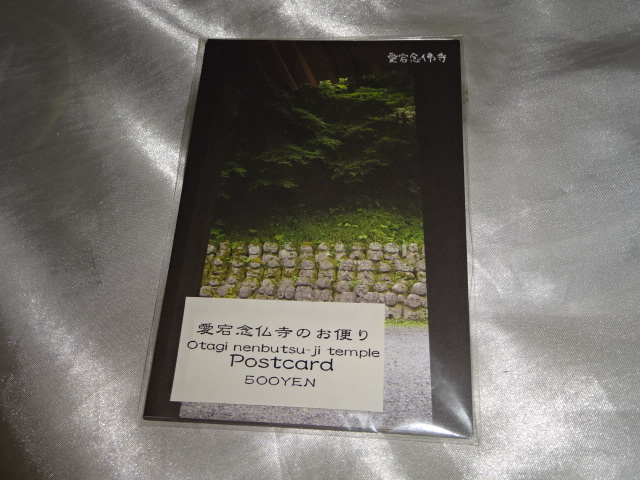 愛宕念佛寺
愛宕念仏寺のお便り
Otagi nenbutsu-ji temple
Postcard
500YEN